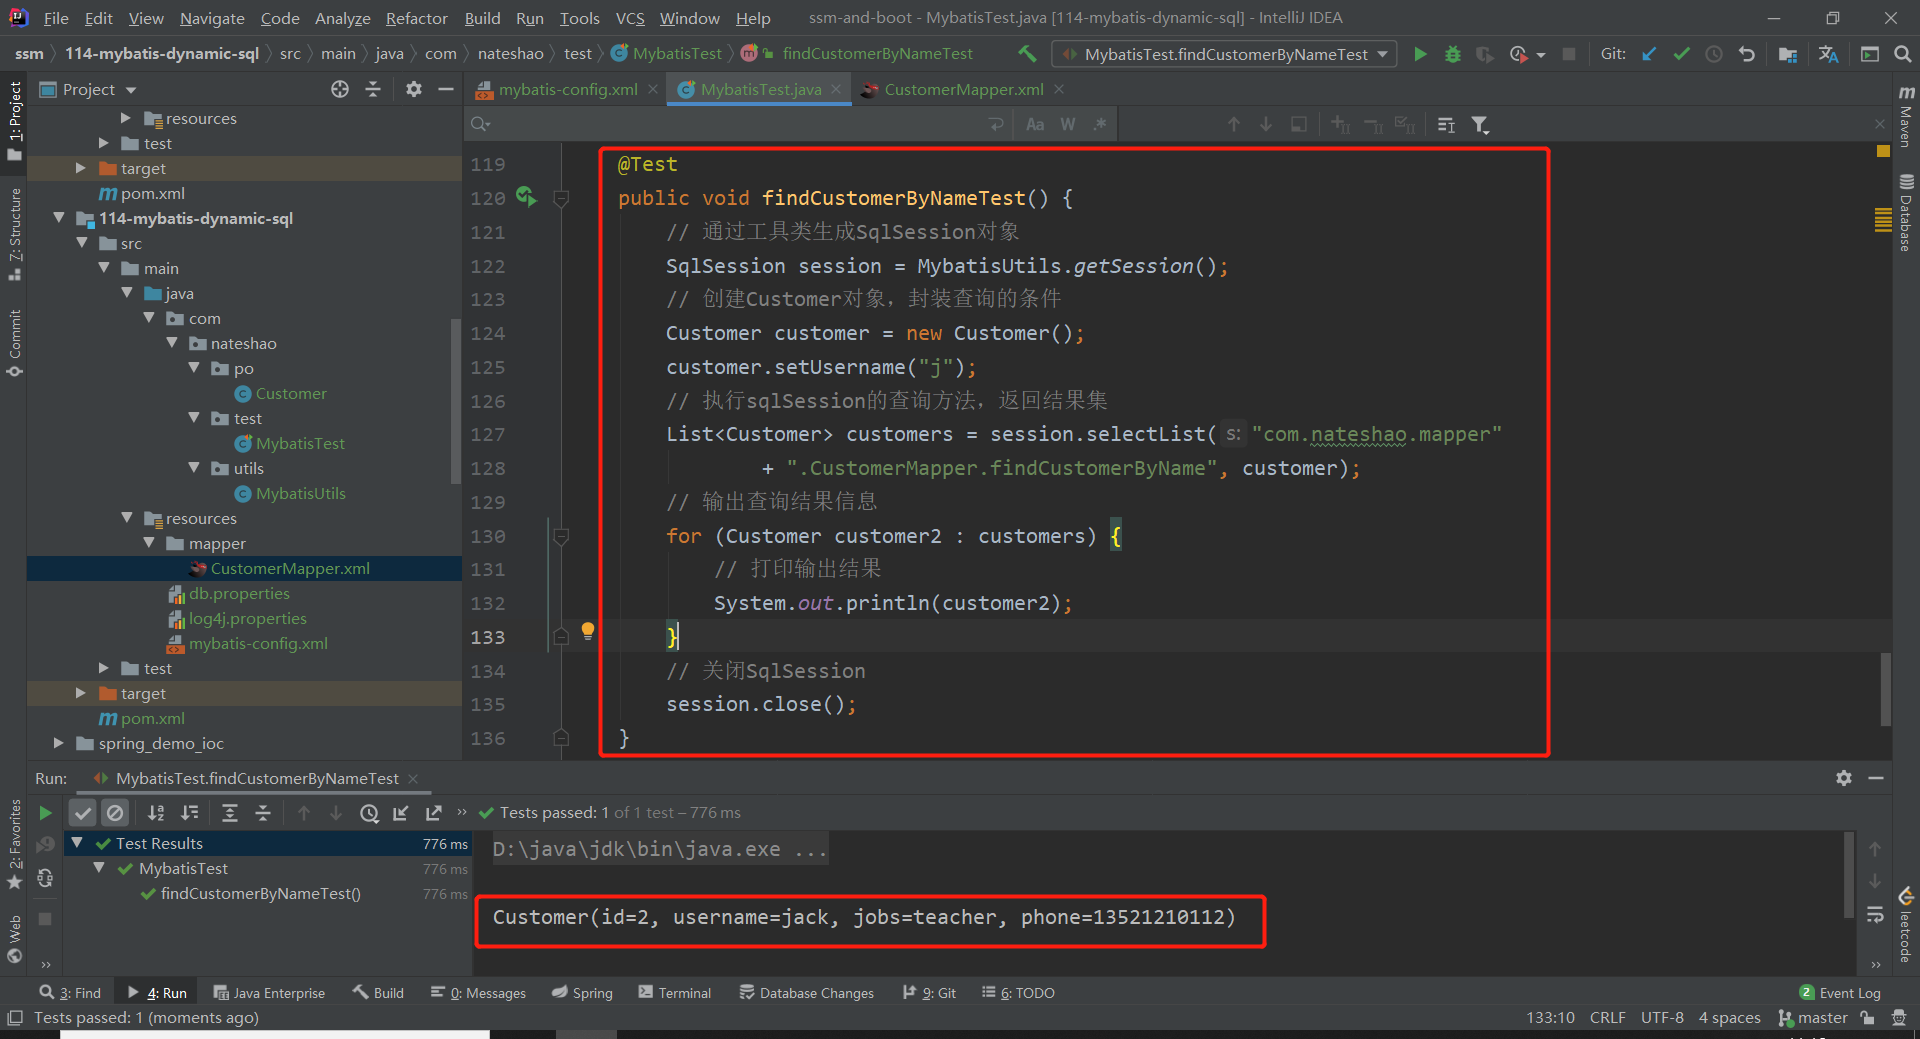 File Edit View Navigate Code Analyze Refactor Build Run Tools VCS Window Help ssm-and-boot - MybatisTest.java [114-mybatis-dynamic-sql] - IntelliJ IDEA
ssm 114-mybatis-dynamic-sql src main java com nateshao test MybatisTest findCustomerByNameTest MybatisTest.findCustomerByNameTest Git:
Project
mybatis-config.xml MybatisTest.java CustomerMapper.xml
Aa W .*
1: Project
7: Structure
Commit
2: Favorites
Web
resources
test
target
pom.xml
114-mybatis-dynamic-sql
src
main
java
com
nateshao
po
Customer
test
MybatisTest
utils
MybatisUtils
resources
mapper
CustomerMapper.xml
db.properties
log4j.properties
mybatis-config.xml
test
target
pom.xml
spring_demo_ioc
119 @Test
120 public void findCustomerByNameTest() {
121 // 通过工具类生成SqlSession对象
122 SqlSession session = MybatisUtils.getSession();
123 // 创建Customer对象，封装查询的条件
124 Customer customer = new Customer();
125 customer.setUsername("j");
126 // 执行sqlSession的查询方法，返回结果集
127 List<Customer> customers = session.selectList( s: "com.nateshao.mapper"
128 + ".CustomerMapper.findCustomerByName", customer);
129 // 输出查询结果信息
130 for (Customer customer2 : customers) {
131 // 打印输出结果
132 System.out.println(customer2);
133 }
134 // 关闭SqlSession
135 session.close();
136 }
Maven
Database
leetcode
Run: MybatisTest.findCustomerByNameTest
Tests passed: 1 of 1 test – 776 ms
Test Results 776 ms
MybatisTest 776 ms
findCustomerByNameTest() 776 ms
D:\java\jdk\bin\java.exe ...
Customer(id=2, username=jack, jobs=teacher, phone=13521210112)
3: Find 4: Run Java Enterprise Build 0: Messages Spring Terminal Database Changes 9: Git 6: TODO 2 Event Log
Tests passed: 1 (moments ago) 133:10 CRLF UTF-8 4 spaces master